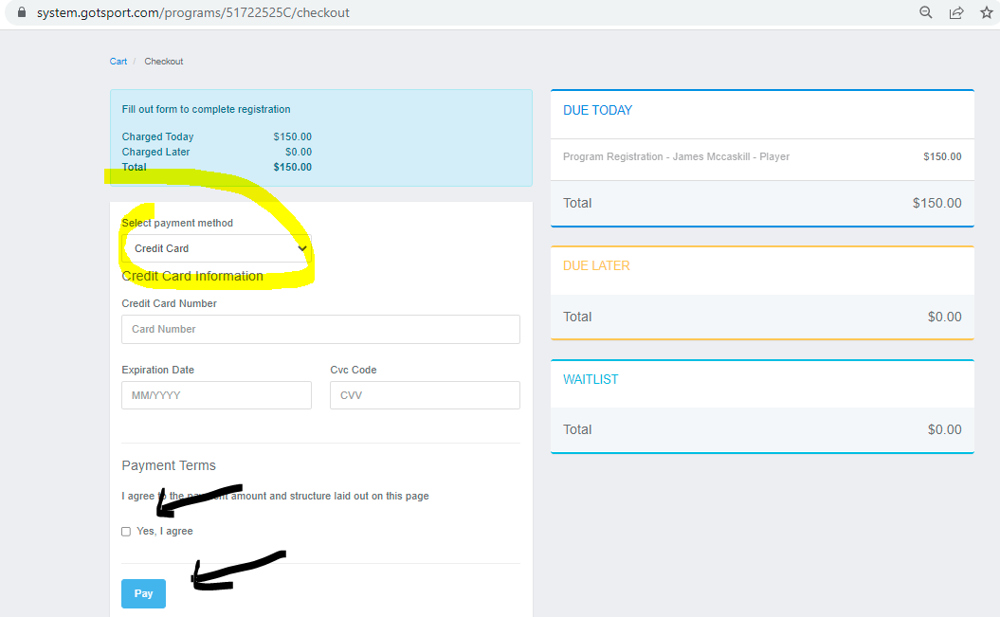 system.gotsport.com/programs/51722525C/checkout
Cart / Checkout
Fill out form to complete registration
Charged Today $150.00
Charged Later $0.00
Total $150.00
Select payment method
Credit Card
Credit Card Information
Credit Card Number
Card Number
Expiration Date Cvc Code
MM/YYYY CVV
Payment Terms
I agree to the payment amount and structure laid out on this page
Yes, I agree
Pay
DUE TODAY
Program Registration - James Mccaskill - Player $150.00
Total $150.00
DUE LATER
Total $0.00
WAITLIST
Total $0.00